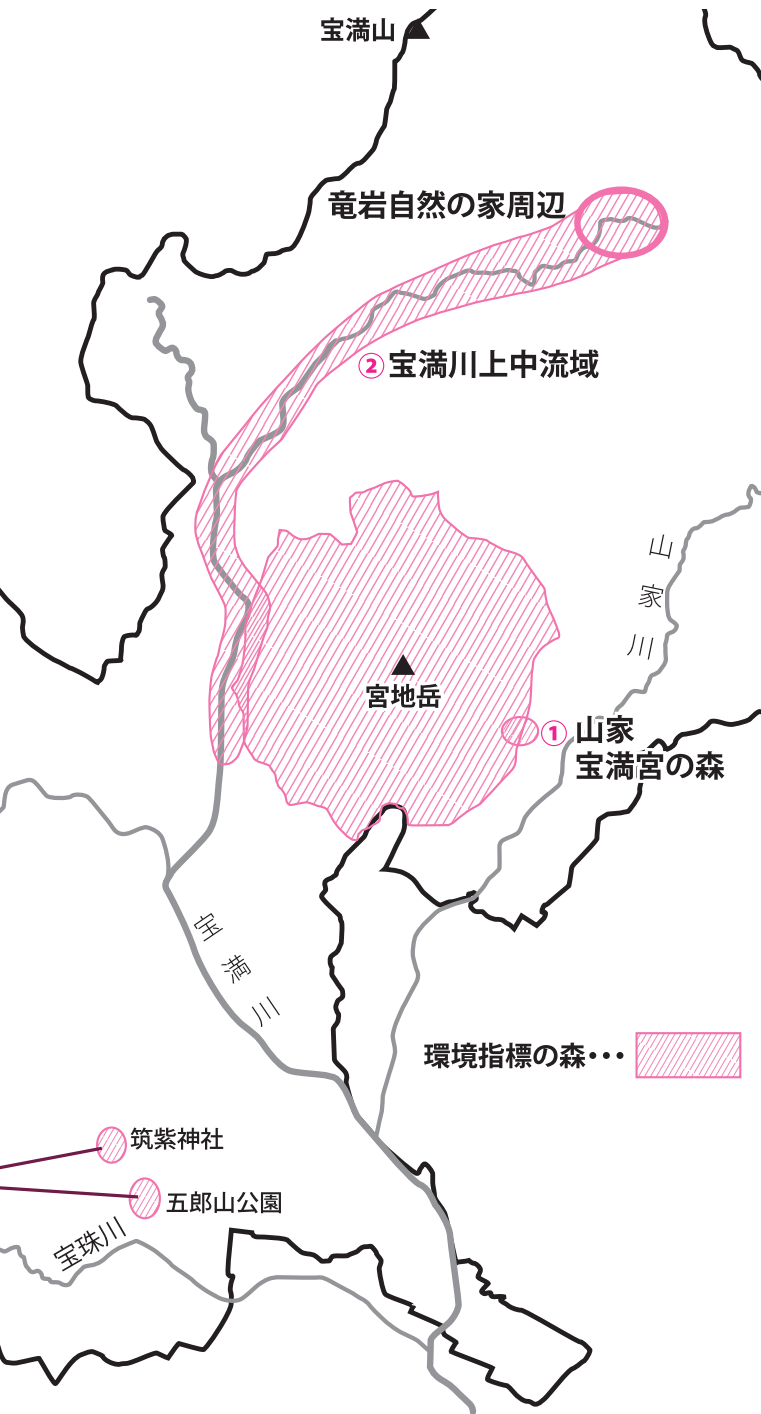 宝満山
竜岩自然の家周辺
②宝満川上中流域
山家川
宮地岳
①山家
宝満宮の森
宝満川
環境指標の森・・・
筑紫神社
五郎山公園
宝珠川